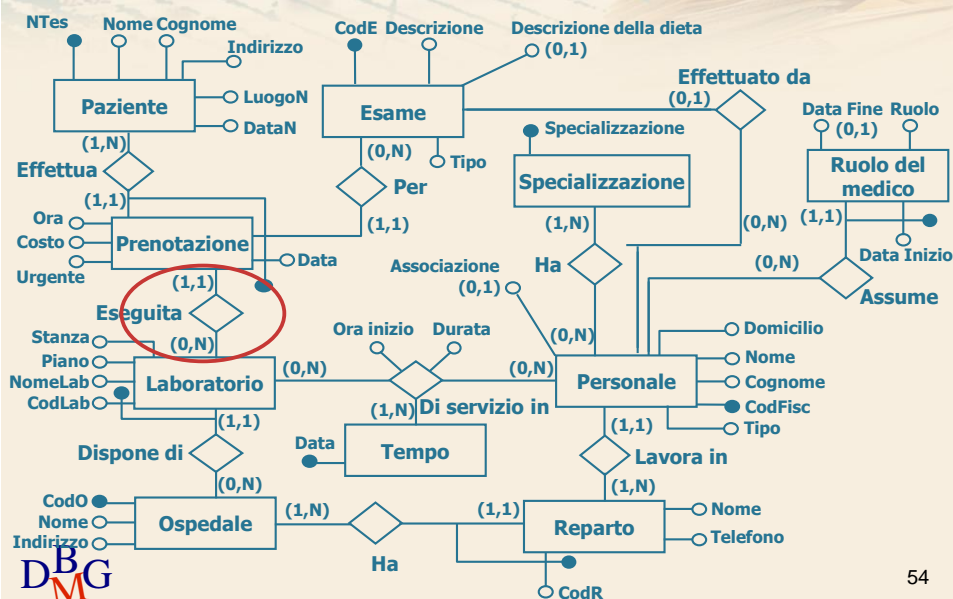 NTes Nome Cognome CodE Descrizione Descrizione della dieta
Indirizzo (0,1)
Effettuato da
Paziente LuogoN Esame (0,1) Data Fine Ruolo
DataN Specializzazione (0,1)
(1,N) (0,N) Tipo Ruolo del
medico
Effettua Per Specializzazione
(1,1) (1,1) (1,N) (0,N) (1,1)
Ora
Costo Prenotazione Data Ha (0,N) Data Inizio
Urgente Associazione Assume
(1,1) (0,1)
Eseguita
Stanza (0,N) Ora inizio Durata (0,N) Domicilio
Piano Nome
NomeLab Laboratorio (0,N) (0,N) Personale Cognome
CodLab (1,N) Di servizio in CodFisc
(1,1) (1,1) Tipo
Dispone di Data Tempo Lavora in
(0,N) (1,N)
CodO
Nome Ospedale (1,N) (1,1) Reparto Nome
Indirizzo Telefono
Ha
DBMG CodR 54